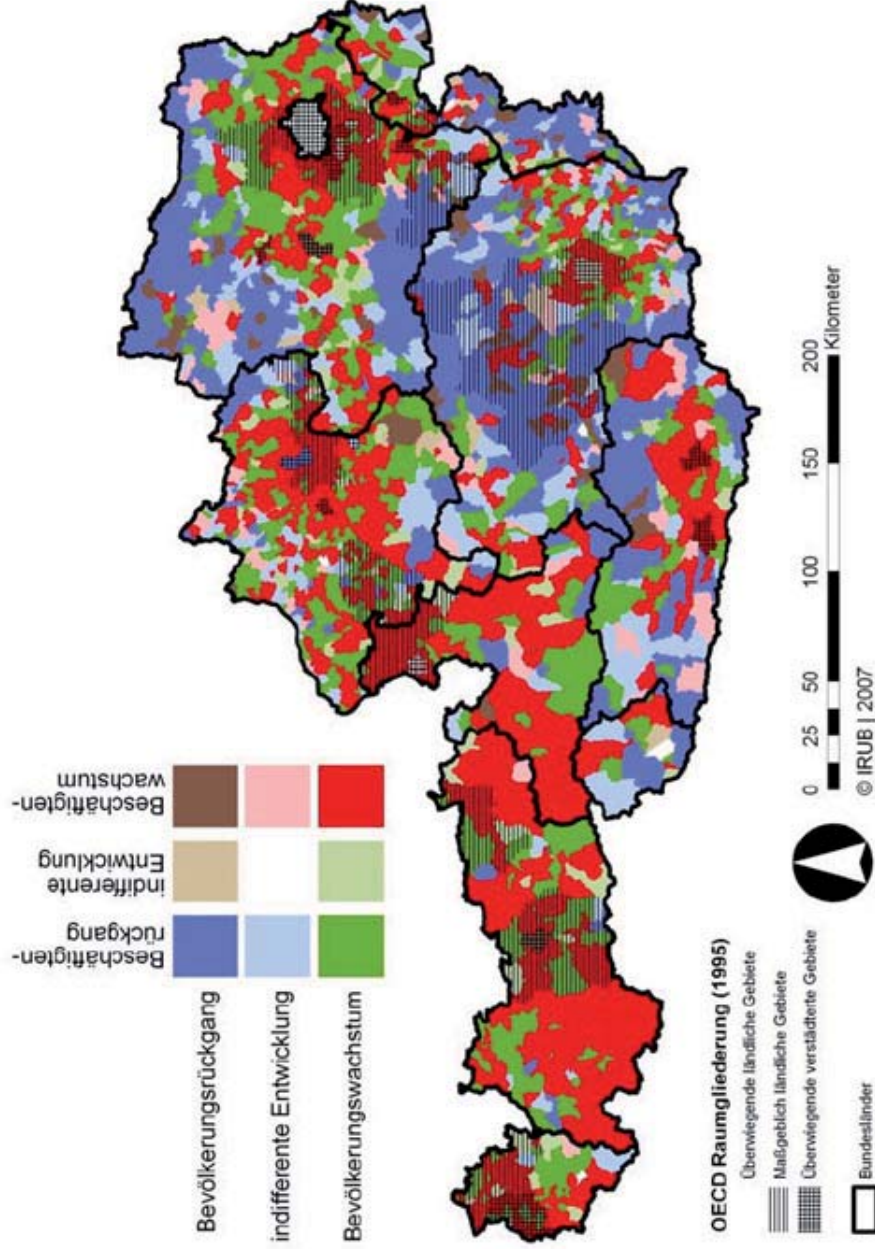 Bevölkerungsrückgang
indifferente Entwicklung
Bevölkerungswachstum
Beschäftigten-
rückgang
indifferente
Entwicklung
Beschäftigten-
wachstum
OECD Raumgliederung (1995)
Überwiegende ländliche Gebiete
Maßgeblich ländliche Gebiete
Überwiegende verstädterte Gebiete
Bundesländer
0 25 50 100 150 200
Kilometer
© IRUB | 2007